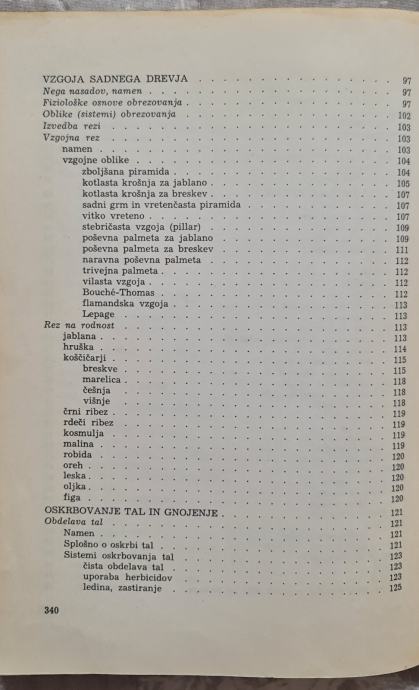 VZGOJA SADNEGA DREVJA . . . . . . . . . . . . . . 97
Nega nasadov, namen . . . . . . . . . . . . . . 97
Fiziološke osnove obrezovanja . . . . . . . . . . . . . . 97
Oblike (sistemi) obrezovanja . . . . . . . . . . . . . . 102
Izvedba rezi . . . . . . . . . . . . . . 103
Vzgojna rez . . . . . . . . . . . . . . 103
namen . . . . . . . . . . . . . . 103
vzgojne oblike . . . . . . . . . . . . . . 104
zboljšana piramida . . . . . . . . . . . . . . 104
kotlasta krošnja za jablano . . . . . . . . . . . . . . 105
kotlasta krošnja za breskev . . . . . . . . . . . . . . 107
sadni grm in vretenčasta piramida . . . . . . . . . . . . 107
vitko vreteno . . . . . . . . . . . . . . 107
stebričasta vzgoja (pillar) . . . . . . . . . . . . . . 109
poševna palmeta za jablano . . . . . . . . . . . . . . 109
poševna palmeta za breskev . . . . . . . . . . . . . . 111
naravna poševna palmeta . . . . . . . . . . . . . . 112
trivejna palmeta . . . . . . . . . . . . . . 112
vilasta vzgoja . . . . . . . . . . . . . . 112
Bouché-Thomas . . . . . . . . . . . . . . 112
flamandska vzgoja . . . . . . . . . . . . . . 113
Lepage . . . . . . . . . . . . . . 113
Rez na rodnost . . . . . . . . . . . . . . 113
jablana . . . . . . . . . . . . . . 113
hruška . . . . . . . . . . . . . . 114
koščičarji . . . . . . . . . . . . . . 115
breskve . . . . . . . . . . . . . . 115
marelica . . . . . . . . . . . . . . 118
češnja . . . . . . . . . . . . . . 118
višnje . . . . . . . . . . . . . . 118
črni ribez . . . . . . . . . . . . . . 119
rdeči ribez . . . . . . . . . . . . . . 119
kosmulja . . . . . . . . . . . . . . 119
malina . . . . . . . . . . . . . . 119
robida . . . . . . . . . . . . . . 120
oreh . . . . . . . . . . . . . . 120
leska . . . . . . . . . . . . . . 120
oljka . . . . . . . . . . . . . . 120
figa . . . . . . . . . . . . . . 120
OSKRBOVANJE TAL IN GNOJENJE . . . . . . . . . . . . . . 121
Obdelava tal . . . . . . . . . . . . . . 121
Namen . . . . . . . . . . . . . . 121
Splošno o oskrbi tal . . . . . . . . . . . . . . 121
Sistemi oskrbovanja tal . . . . . . . . . . . . . . 123
čista obdelava tal . . . . . . . . . . . . . . 123
uporaba herbicidov . . . . . . . . . . . . . . 123
ledina, zastiranje . . . . . . . . . . . . . . 125
340